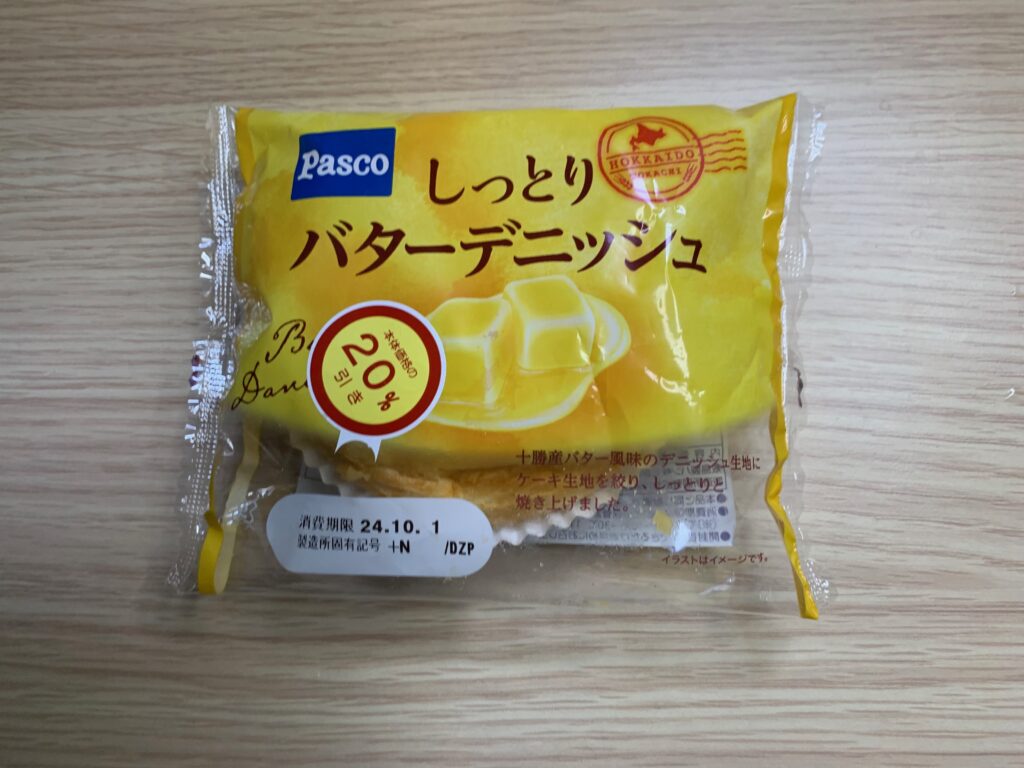 Pasco
しっとり
HOKKAIDO
TOKACHI
バターデニッシュ
本体価格の
20%
引き
十勝産バター風味のデニッシュ生地に
ケーキ生地を絞り、しっとりと
焼き上げました。
消費期限 24.10. 1
製造所固有記号 +N /DZP
イラストはイメージです。